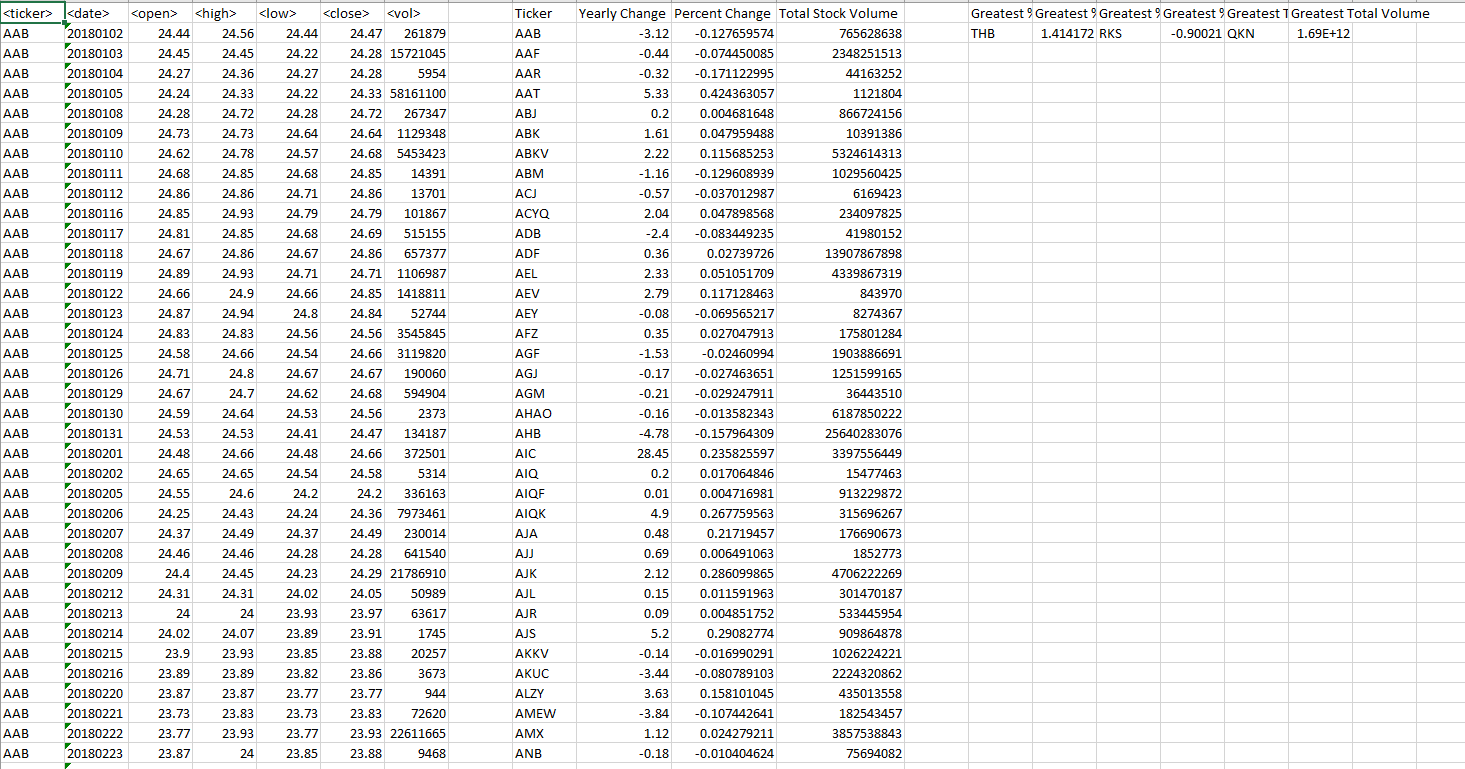 <ticker> <date> <open> <high> <low> <close> <vol> Ticker Yearly Change Percent Change Total Stock Volume Greatest % Greatest % Greatest % Greatest % Greatest T Greatest Total Volume
AAB 20180102 24.44 24.56 24.44 24.47 261879 AAB -3.12 -0.127659574 765628638 THB 1.414172 RKS -0.90021 QKN 1.69E+12
AAB 20180103 24.45 24.45 24.22 24.28 15721045 AAF -0.44 -0.074450085 2348251513
AAB 20180104 24.27 24.36 24.27 24.28 5954 AAR -0.32 -0.171122995 44163252
AAB 20180105 24.24 24.33 24.22 24.33 58161100 AAT 5.33 0.424363057 1121804
AAB 20180108 24.28 24.72 24.28 24.72 267347 ABJ 0.2 0.004681648 866724156
AAB 20180109 24.73 24.73 24.64 24.64 1129348 ABK 1.61 0.047959488 10391386
AAB 20180110 24.62 24.78 24.57 24.68 5453423 ABKV 2.22 0.115685253 5324614313
AAB 20180111 24.68 24.85 24.68 24.85 14391 ABM -1.16 -0.129608939 1029560425
AAB 20180112 24.86 24.86 24.71 24.86 13701 ACJ -0.57 -0.037012987 6169423
AAB 20180116 24.85 24.93 24.79 24.79 101867 ACYQ 2.04 0.047898568 234097825
AAB 20180117 24.81 24.85 24.68 24.69 515155 ADB -2.4 -0.083449235 41980152
AAB 20180118 24.67 24.86 24.67 24.86 657377 ADF 0.36 0.02739726 13907867898
AAB 20180119 24.89 24.93 24.71 24.71 1106987 AEL 2.33 0.051051709 4339867319
AAB 20180122 24.66 24.9 24.66 24.85 1418811 AEV 2.79 0.117128463 843970
AAB 20180123 24.87 24.94 24.8 24.84 52744 AEY -0.08 -0.069565217 8274367
AAB 20180124 24.83 24.83 24.56 24.56 3545845 AFZ 0.35 0.027047913 175801284
AAB 20180125 24.58 24.66 24.54 24.66 3119820 AGF -1.53 -0.02460994 1903886691
AAB 20180126 24.71 24.8 24.67 24.67 190060 AGJ -0.17 -0.027463651 1251599165
AAB 20180129 24.67 24.7 24.62 24.68 594904 AGM -0.21 -0.029247911 36443510
AAB 20180130 24.59 24.64 24.53 24.56 2373 AHAO -0.16 -0.013582343 6187850222
AAB 20180131 24.53 24.53 24.41 24.47 134187 AHB -4.78 -0.157964309 25640283076
AAB 20180201 24.48 24.66 24.48 24.66 372501 AIC 28.45 0.235825597 3397556449
AAB 20180202 24.65 24.65 24.54 24.58 5314 AIQ 0.2 0.017064846 15477463
AAB 20180205 24.55 24.6 24.2 24.2 336163 AIQF 0.01 0.004716981 913229872
AAB 20180206 24.25 24.43 24.24 24.36 7973461 AIQK 4.9 0.267759563 315696267
AAB 20180207 24.37 24.49 24.37 24.49 230014 AJA 0.48 0.21719457 176690673
AAB 20180208 24.46 24.46 24.28 24.28 641540 AJJ 0.69 0.006491063 1852773
AAB 20180209 24.4 24.45 24.23 24.29 21786910 AJK 2.12 0.286099865 4706222269
AAB 20180212 24.31 24.31 24.02 24.05 50989 AJL 0.15 0.011591963 301470187
AAB 20180213 24 24 23.93 23.97 63617 AJR 0.09 0.004851752 533445954
AAB 20180214 24.02 24.07 23.89 23.91 1745 AJS 5.2 0.29082774 909864878
AAB 20180215 23.9 23.93 23.85 23.88 20257 AKKV -0.14 -0.016990291 1026224221
AAB 20180216 23.89 23.89 23.82 23.86 3673 AKUC -3.44 -0.080789103 2224320862
AAB 20180220 23.87 23.87 23.77 23.77 944 ALZY 3.63 0.158101045 435013558
AAB 20180221 23.73 23.83 23.73 23.83 72620 AMEW -3.84 -0.107442641 182543457
AAB 20180222 23.77 23.93 23.77 23.93 22611665 AMX 1.12 0.024279211 3857538843
AAB 20180223 23.87 24 23.85 23.88 9468 ANB -0.18 -0.010404624 75694082